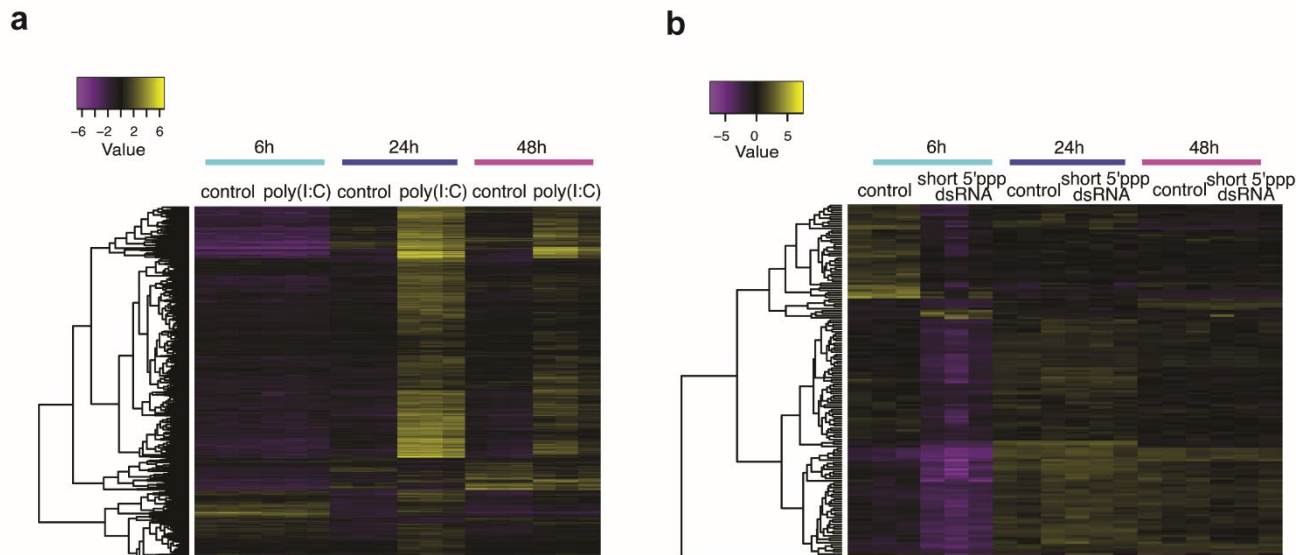 a
-6 -2 2 6
Value
6h 24h 48h
control poly(I:C) control poly(I:C) control poly(I:C)
b
-5 0 5
Value
6h 24h 48h
control short 5'ppp dsRNA control short 5'ppp dsRNA control short 5'ppp dsRNA